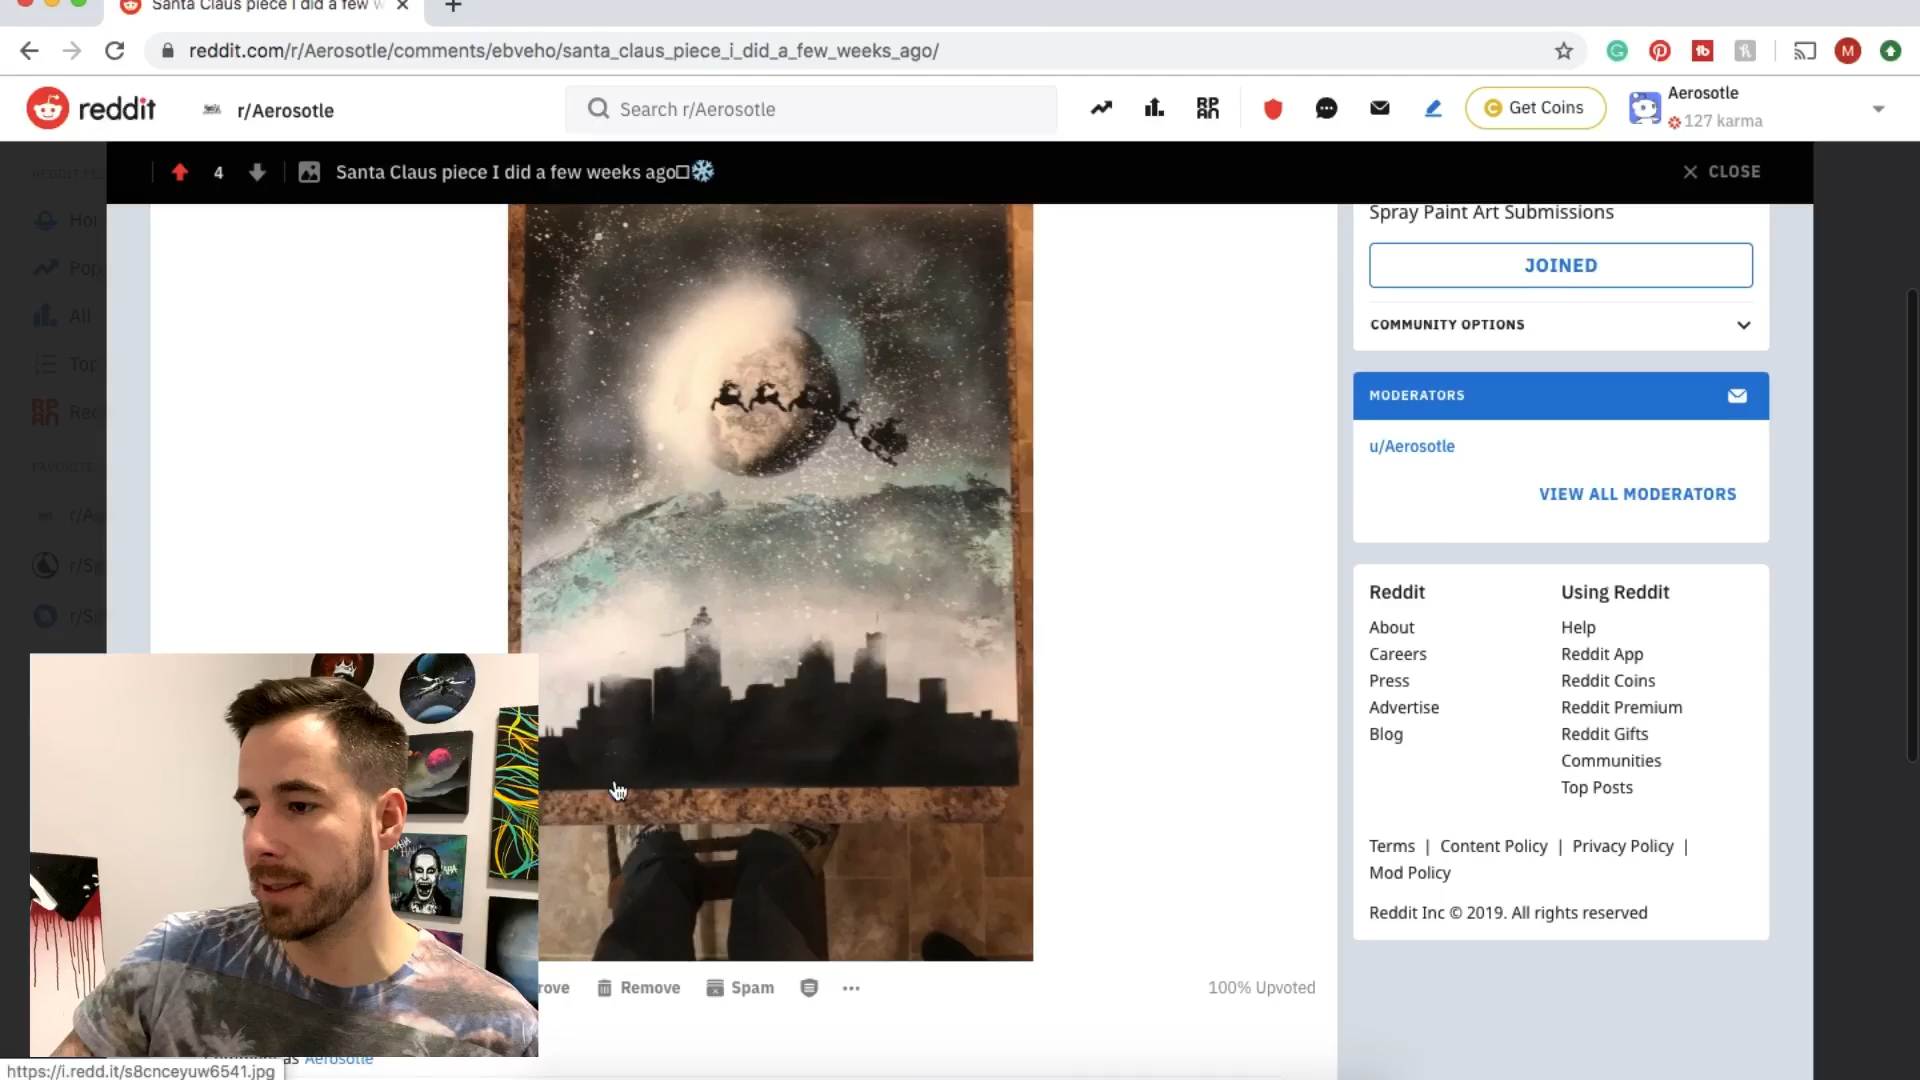 Santa Claus piece I did a few w
reddit.com/r/Aerosotle/comments/ebveho/santa_claus_piece_i_did_a_few_weeks_ago/
M
reddit
r/Aerosotle
Search r/Aerosotle
Get Coins
Aerosotle
127 karma
4
Santa Claus piece I did a few weeks ago
CLOSE
All
Spray Paint Art Submissions
JOINED
COMMUNITY OPTIONS
MODERATORS
u/Aerosotle
VIEW ALL MODERATORS
Reddit
Using Reddit
About
Help
Careers
Reddit App
Press
Reddit Coins
Advertise
Reddit Premium
Blog
Reddit Gifts
Communities
Top Posts
Terms | Content Policy | Privacy Policy |
Mod Policy
Reddit Inc © 2019. All rights reserved
rove
Remove
Spam
100% Upvoted
as Aerosotle
https://i.redd.it/s8cnceyuw6541.jpg